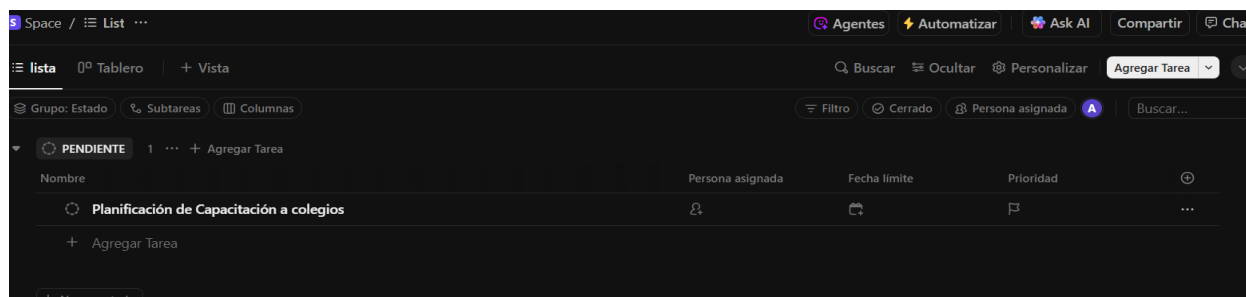 S Space / List ...
Agentes Automatizar Ask AI Compartir
lista Tablero + Vista
Buscar Ocultar Personalizar Agregar Tarea
Grupo: Estado Subtareas Columnas
Filtro Cerrado Persona asignada A Buscar...
PENDIENTE 1 ... + Agregar Tarea
Nombre Persona asignada Fecha límite Prioridad
Planificación de Capacitación a colegios
+ Agregar Tarea